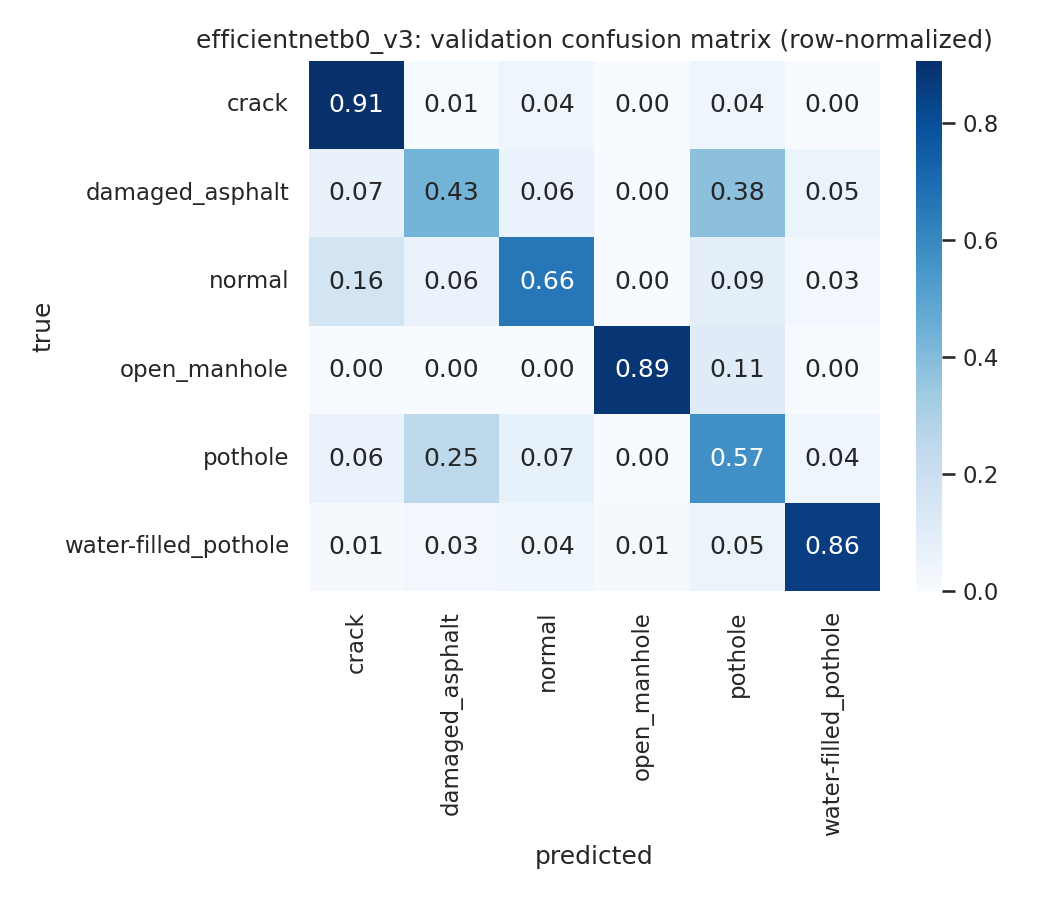 efficientnetb0_v3: validation confusion matrix (row-normalized)
crack 0.91 0.01 0.04 0.00 0.04 0.00
damaged_asphalt 0.07 0.43 0.06 0.00 0.38 0.05
normal 0.16 0.06 0.66 0.00 0.09 0.03
open_manhole 0.00 0.00 0.00 0.89 0.11 0.00
pothole 0.06 0.25 0.07 0.00 0.57 0.04
water-filled_pothole 0.01 0.03 0.04 0.01 0.05 0.86
true
crack damaged_asphalt normal open_manhole pothole water-filled_pothole
predicted
0.8
0.6
0.4
0.2
0.0